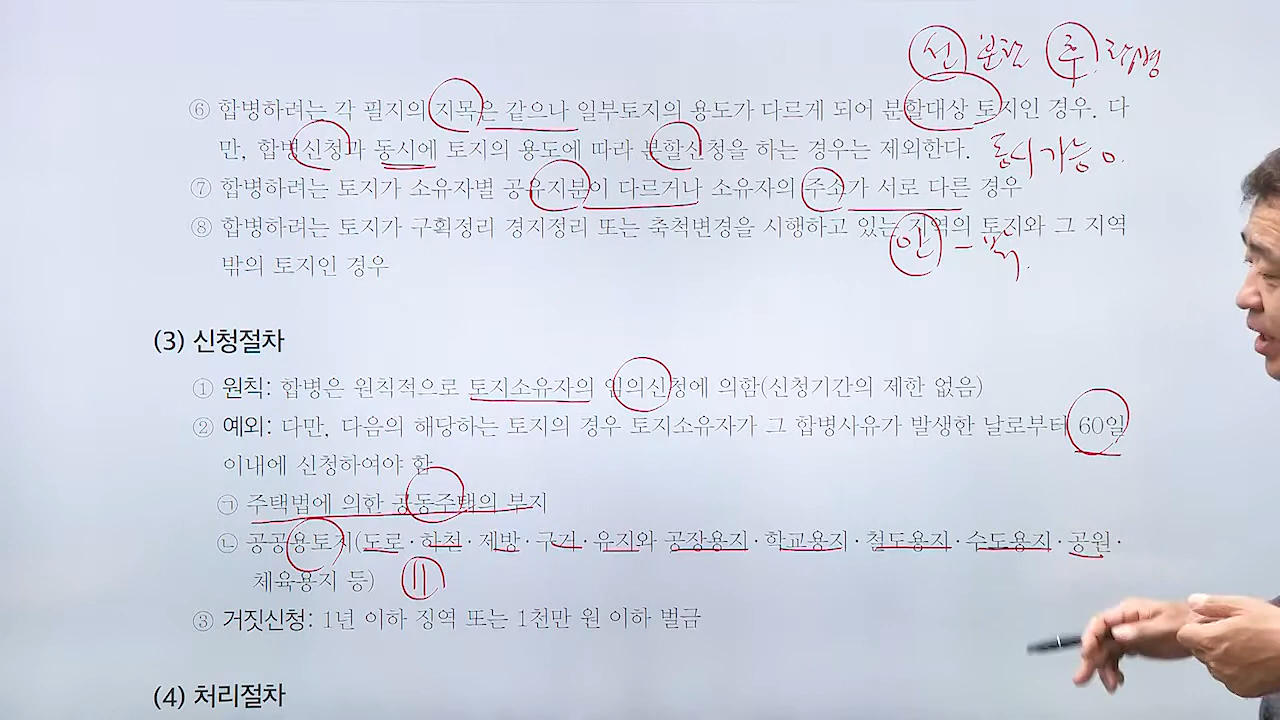 선 분할 후 합병
⑥ 합병하려는 각 필지의 지목은 같으나 일부토지의 용도가 다르게 되어 분할대상 토지인 경우. 다
만, 합병신청과 동시에 토지의 용도에 따라 분할신청을 하는 경우는 제외한다. 동시 가능 o.
⑦ 합병하려는 토지가 소유자별 공유지분이 다르거나 소유자의 주소가 서로 다른 경우
⑧ 합병하려는 토지가 구획정리 경지정리 또는 축척변경을 시행하고 있는 지역의 토지와 그 지역
밖의 토지인 경우 안 - 밖.
(3) 신청절차
① 원칙: 합병은 원칙적으로 토지소유자의 임의신청에 의함(신청기간의 제한 없음)
② 예외: 다만, 다음의 해당하는 토지의 경우 토지소유자가 그 합병사유가 발생한 날로부터 60일
이내에 신청하여야 함
㉠ 주택법에 의한 공동주택의 부지
㉡ 공공용토지(도로·하천·제방·구거·유지와 공장용지·학교용지·철도용지·수도용지·공원·
체육용지 등) 11
③ 거짓신청: 1년 이하 징역 또는 1천만 원 이하 벌금
(4) 처리절차